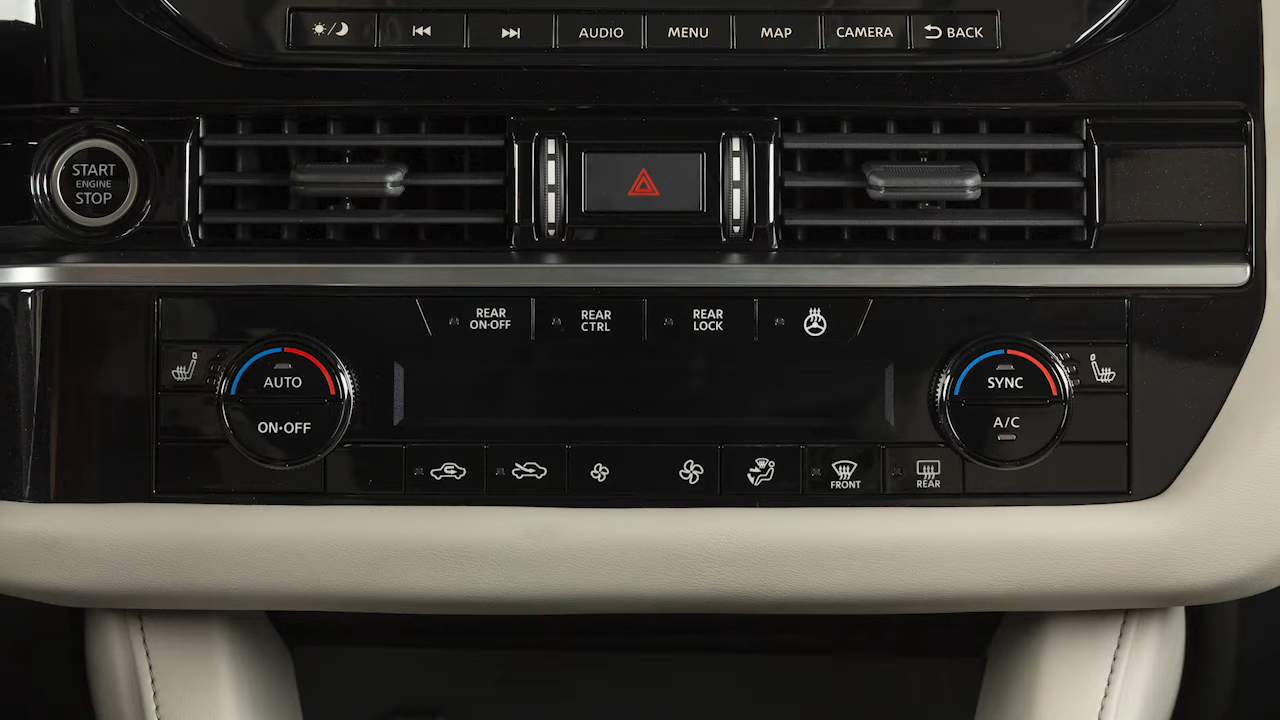 AUDIO
MENU
MAP
CAMERA
BACK
START
ENGINE
STOP
REAR
ON·OFF
REAR
CTRL
REAR
LOCK
AUTO
ON·OFF
SYNC
A/C
FRONT
REAR